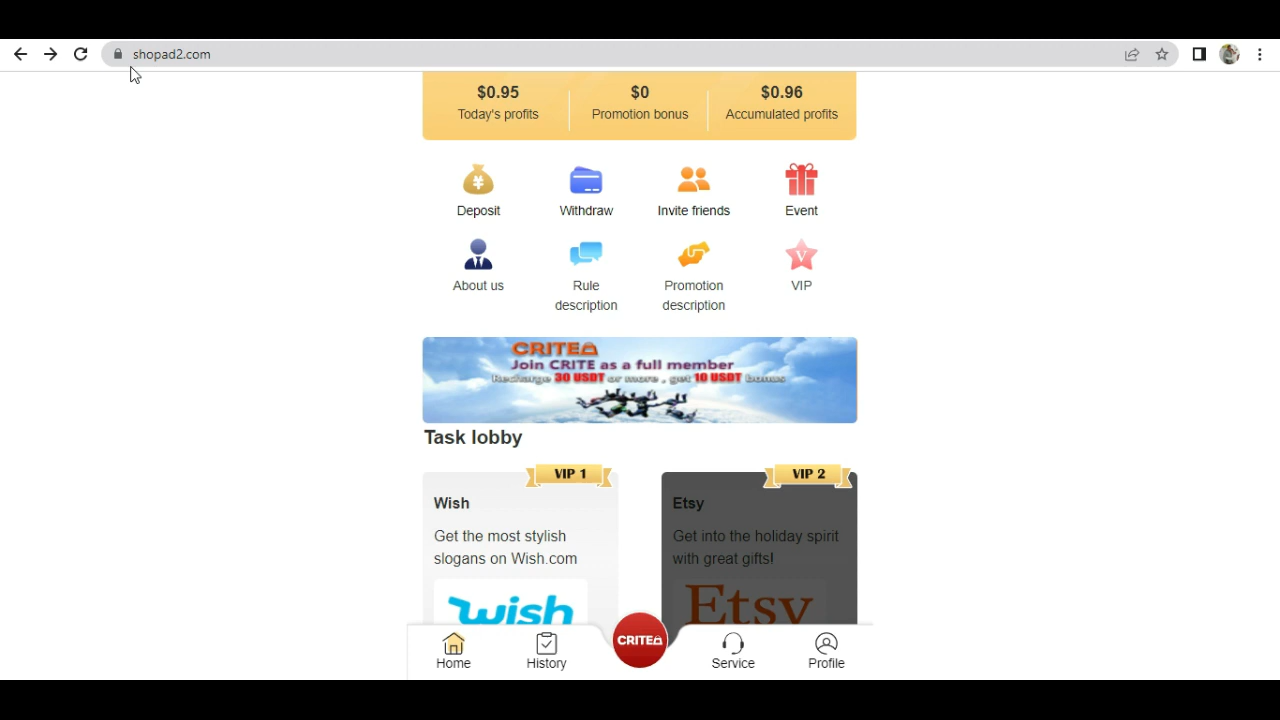 shopad2.com
$0.95 $0 $0.96
Today's profits Promotion bonus Accumulated profits
¥
Deposit Withdraw Invite friends Event
V
About us Rule description Promotion description VIP
CRITEO
Join CRITE as a full member
Recharge 30 USDT or more , get 10 USDT bonus
Task lobby
VIP 1 VIP 2
Wish Etsy
Get the most stylish
slogans on Wish.com
Get into the holiday spirit
with great gifts!
wish Etsy
CRITEO
Home History Service Profile